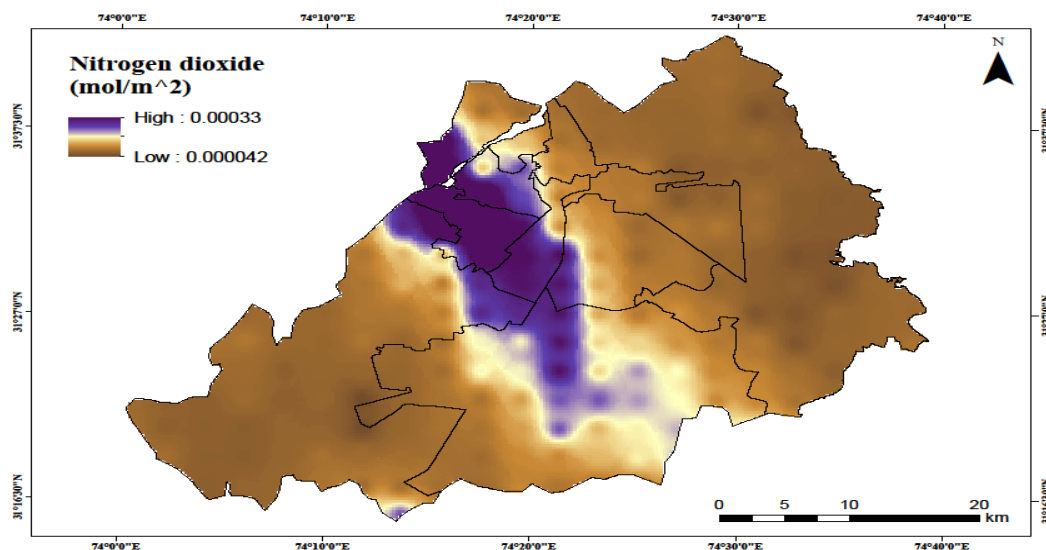 74°0'0"E 74°10'0"E 74°20'0"E 74°30'0"E 74°40'0"E
N
Nitrogen dioxide
(mol/m^2)
High : 0.00033
Low : 0.000042
31°37'30"N
31°27'0"N
31°16'30"N
0 5 10 20
km
74°0'0"E 74°10'0"E 74°20'0"E 74°30'0"E 74°40'0"E